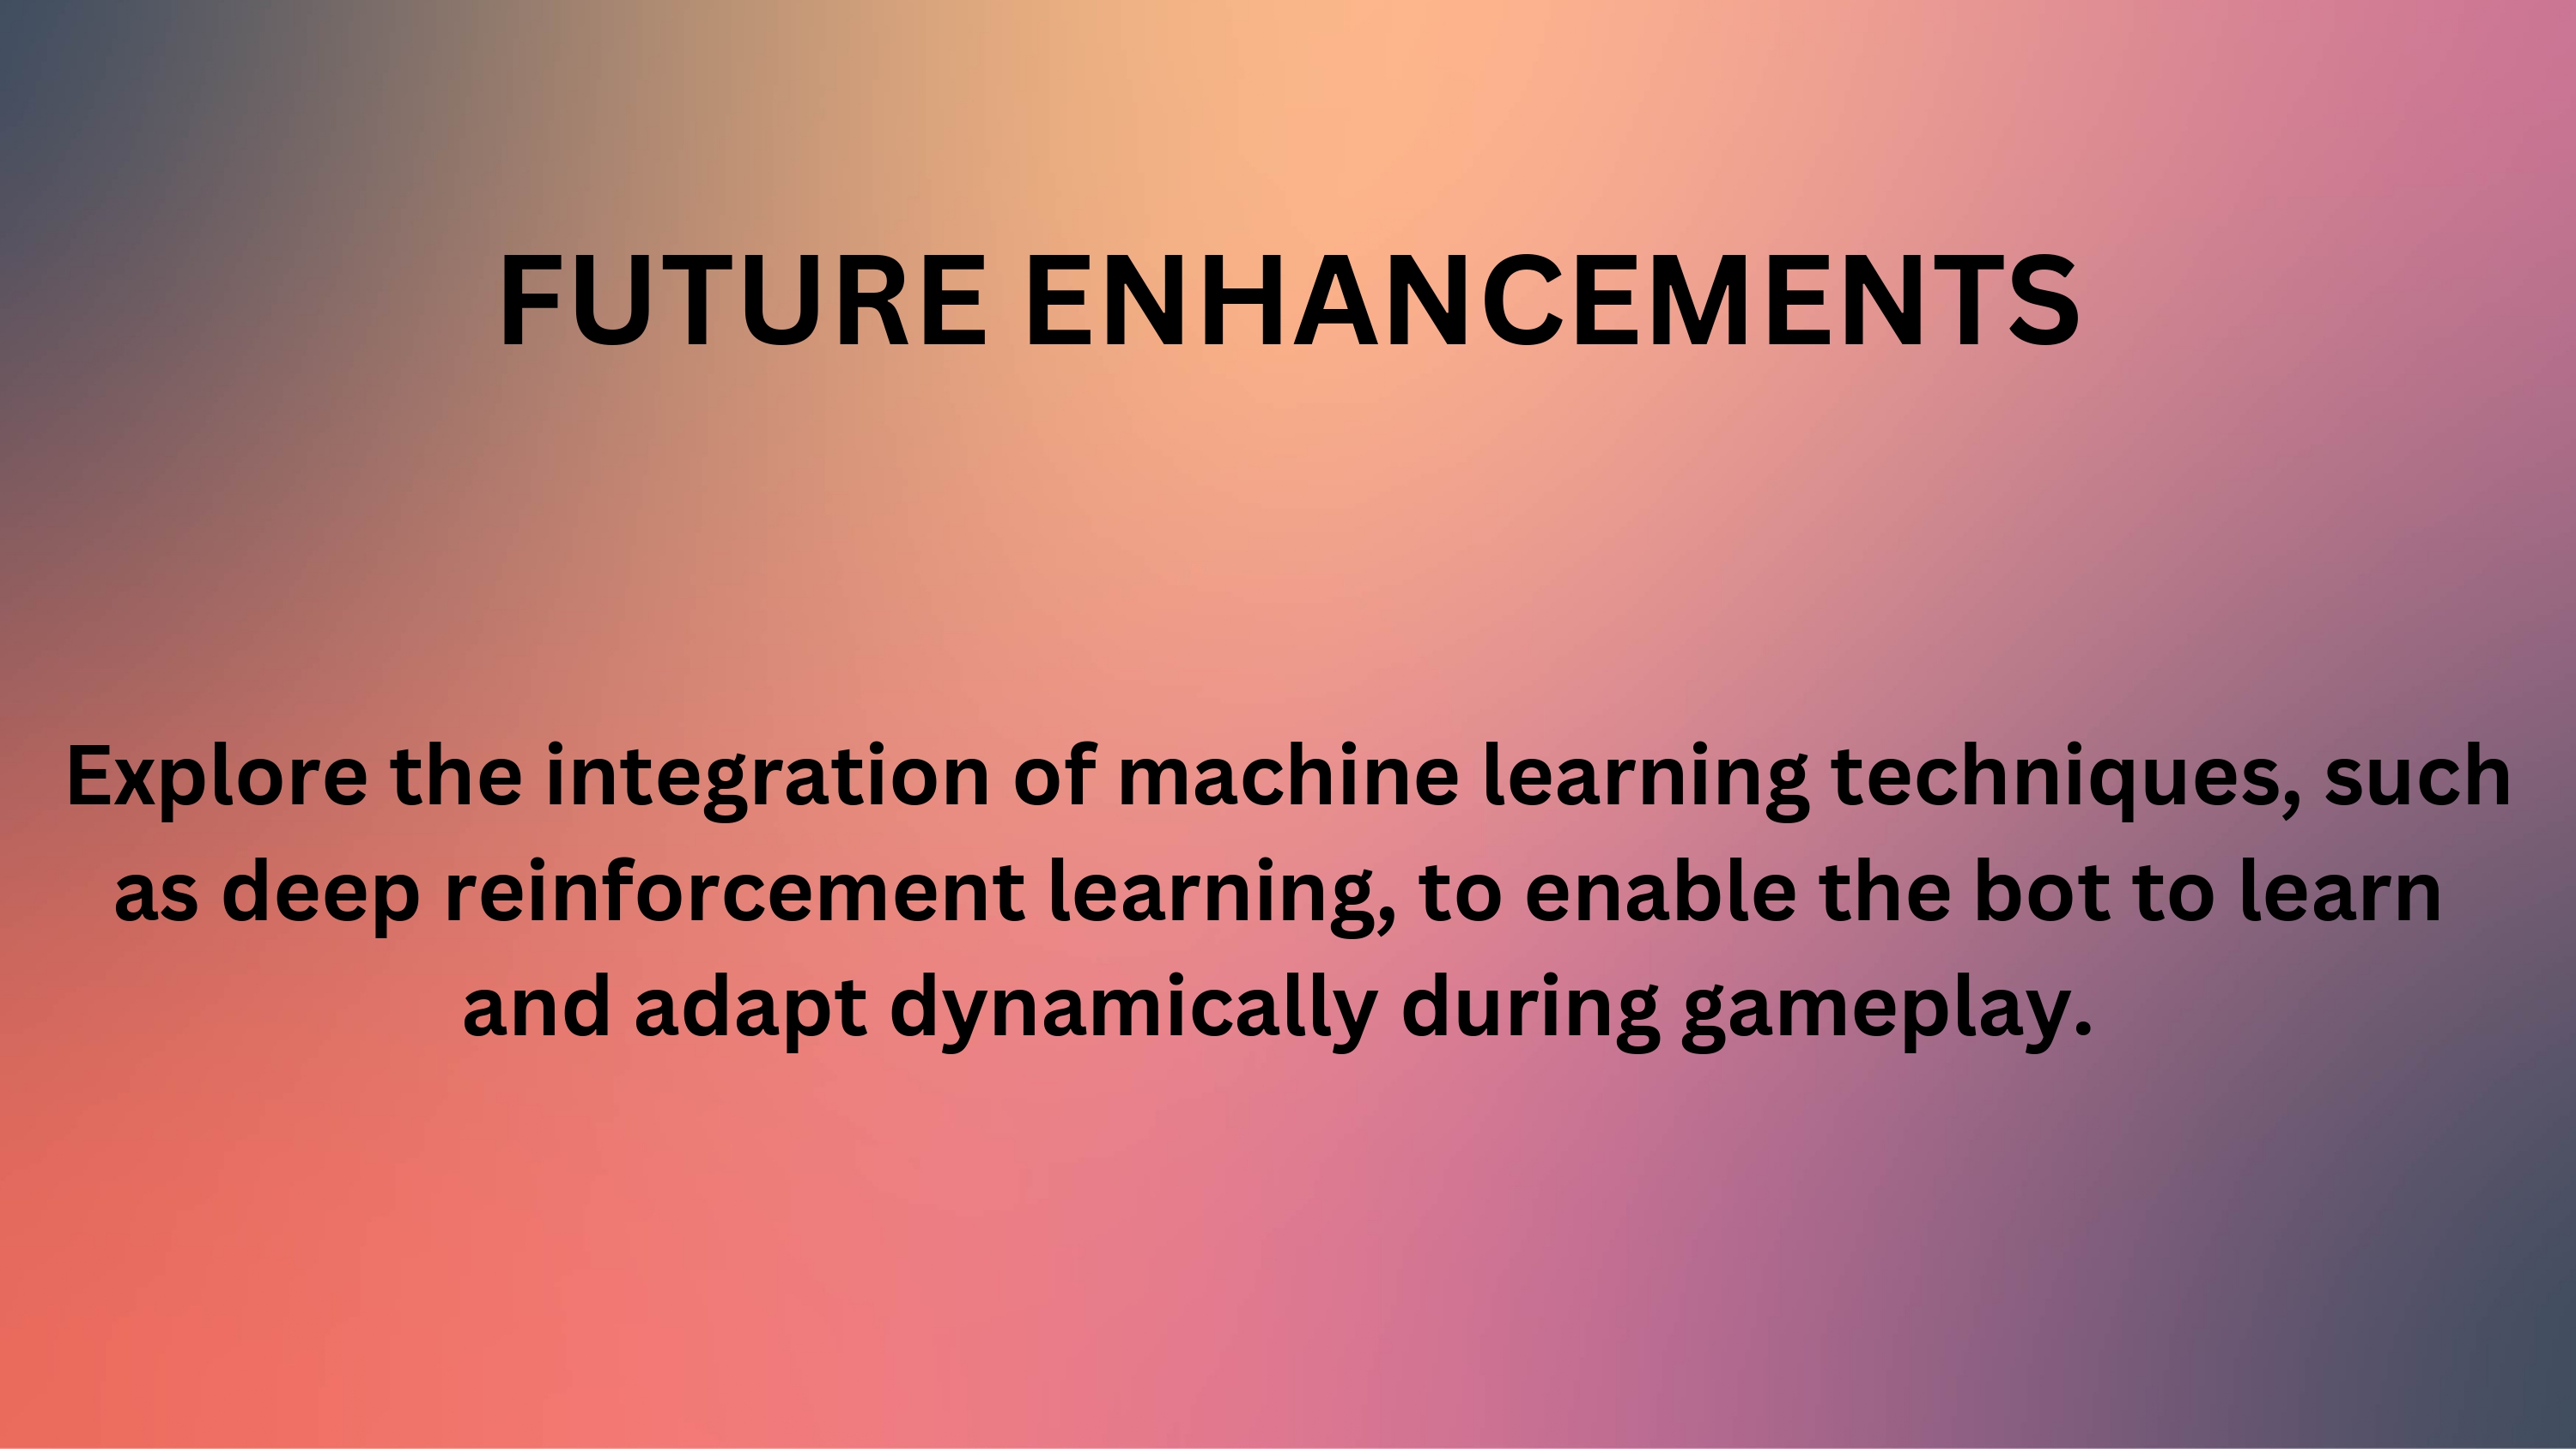 FUTURE ENHANCEMENTS
Explore the integration of machine learning techniques, such
as deep reinforcement learning, to enable the bot to learn
and adapt dynamically during gameplay.